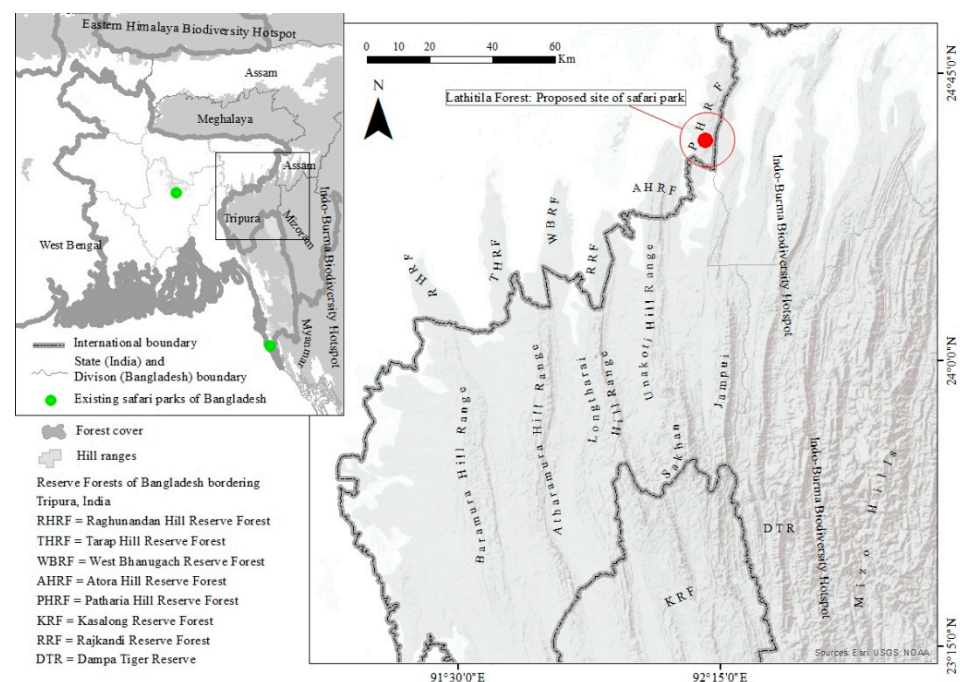 Eastern Himalaya Biodiversity Hotspot
Assam
Meghalaya
Assam
Tripura
Mizoram
Indo-Burma Biodiversity Hotspot
West Bengal
Myanmar
International boundary
State (India) and
Divison (Bangladesh) boundary
Existing safari parks of Bangladesh
Forest cover
Hill ranges
Reserve Forests of Bangladesh bordering
Tripura, India
RHRF = Raghunandan Hill Reserve Forest
THRF = Tarap Hill Reserve Forest
WBRF = West Bhanugach Reserve Forest
AHRF = Atora Hill Reserve Forest
PHRF = Patharia Hill Reserve Forest
KRF = Kasalong Reserve Forest
RRF = Rajkandi Reserve Forest
DTR = Dampa Tiger Reserve
0 10 20 40 60
Km
N
Lathitila Forest: Proposed site of safari park
PHRF
AHRF
WBRF
THRF
RRF
RHRF
Indo-Burma Biodiversity Hotspot
Baramura Hill Range
Atharamura Hill Range
Longtharai
Hill Range
Unakoti Hill Range
Sakhan
Jampui
DTR
Indo-Burma Biodiversity Hotspot
Mizo Hills
KRF
Sources: Esri, USGS, NOAA
24°45'0"N
24°0'0"N
23°15'0"N
91°30'0"E
92°15'0"E